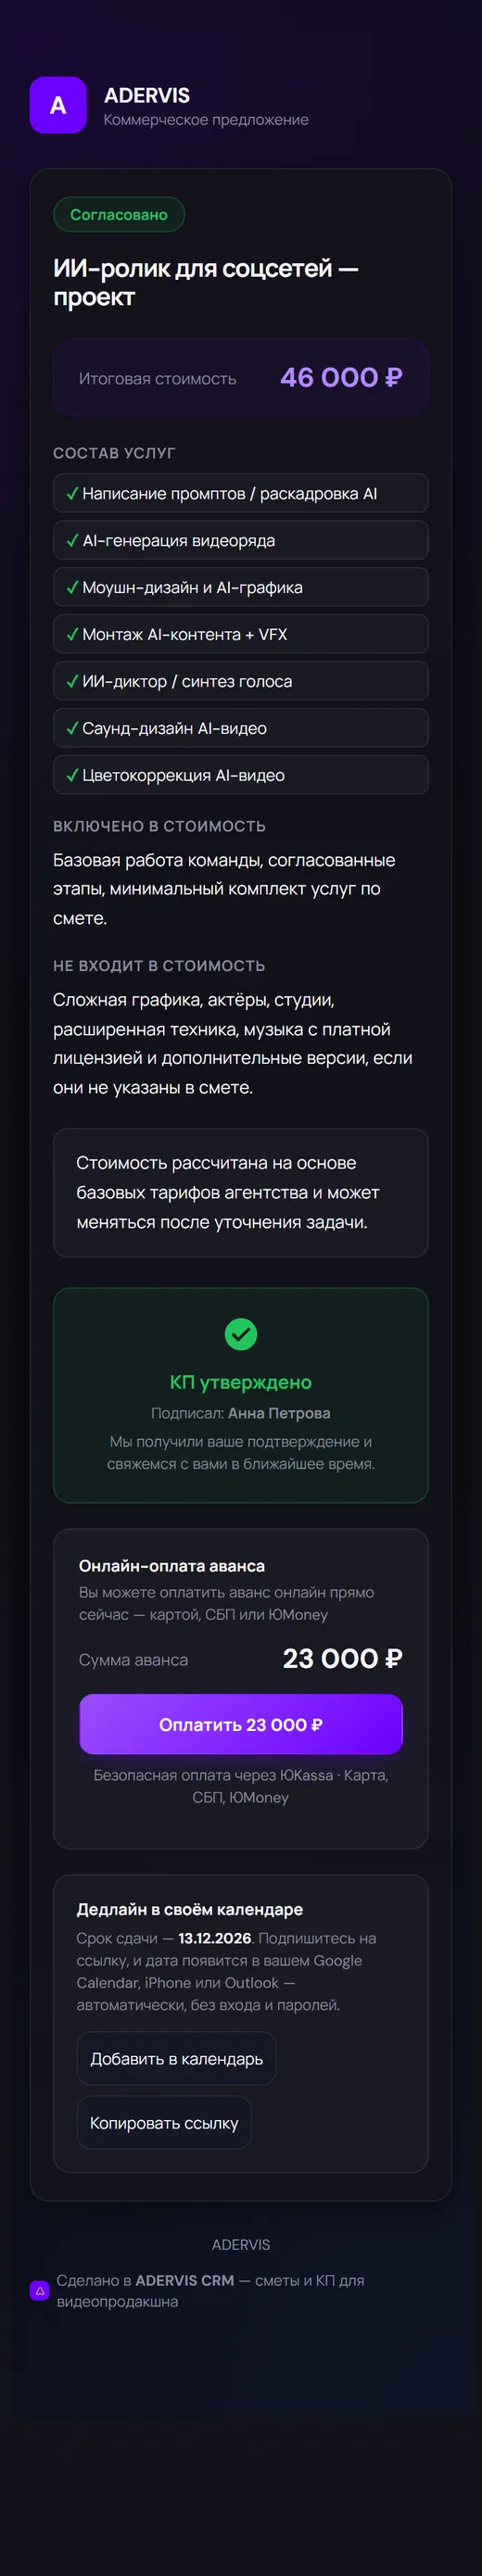 A
ADERVIS
Коммерческое предложение
Согласовано
ИИ-ролик для соцсетей —
проект
Итоговая стоимость
46 000 ₽
СОСТАВ УСЛУГ
✓ Написание промптов / раскадровка AI
✓ AI-генерация видеоряда
✓ Моушн-дизайн и AI-графика
✓ Монтаж AI-контента + VFX
✓ ИИ-диктор / синтез голоса
✓ Саунд-дизайн AI-видео
✓ Цветокоррекция AI-видео
ВКЛЮЧЕНО В СТОИМОСТЬ
Базовая работа команды, согласованные
этапы, минимальный комплект услуг по
смете.
НЕ ВХОДИТ В СТОИМОСТЬ
Сложная графика, актёры, студии,
расширенная техника, музыка с платной
лицензией и дополнительные версии, если
они не указаны в смете.
Стоимость рассчитана на основе
базовых тарифов агентства и может
меняться после уточнения задачи.
КП утверждено
Подписал: Анна Петрова
Мы получили ваше подтверждение и
свяжемся с вами в ближайшее время.
Онлайн-оплата аванса
Вы можете оплатить аванс онлайн прямо
сейчас — картой, СБП или ЮMoney
Сумма аванса
23 000 ₽
Оплатить 23 000 ₽
Безопасная оплата через ЮKassa · Карта,
СБП, ЮMoney
Дедлайн в своём календаре
Срок сдачи — 13.12.2026. Подпишитесь на
ссылку, и дата появится в вашем Google
Calendar, iPhone или Outlook —
автоматически, без входа и паролей.
Добавить в календарь
Копировать ссылку
ADERVIS
Сделано в ADERVIS CRM — сметы и КП для
видеопродакшна